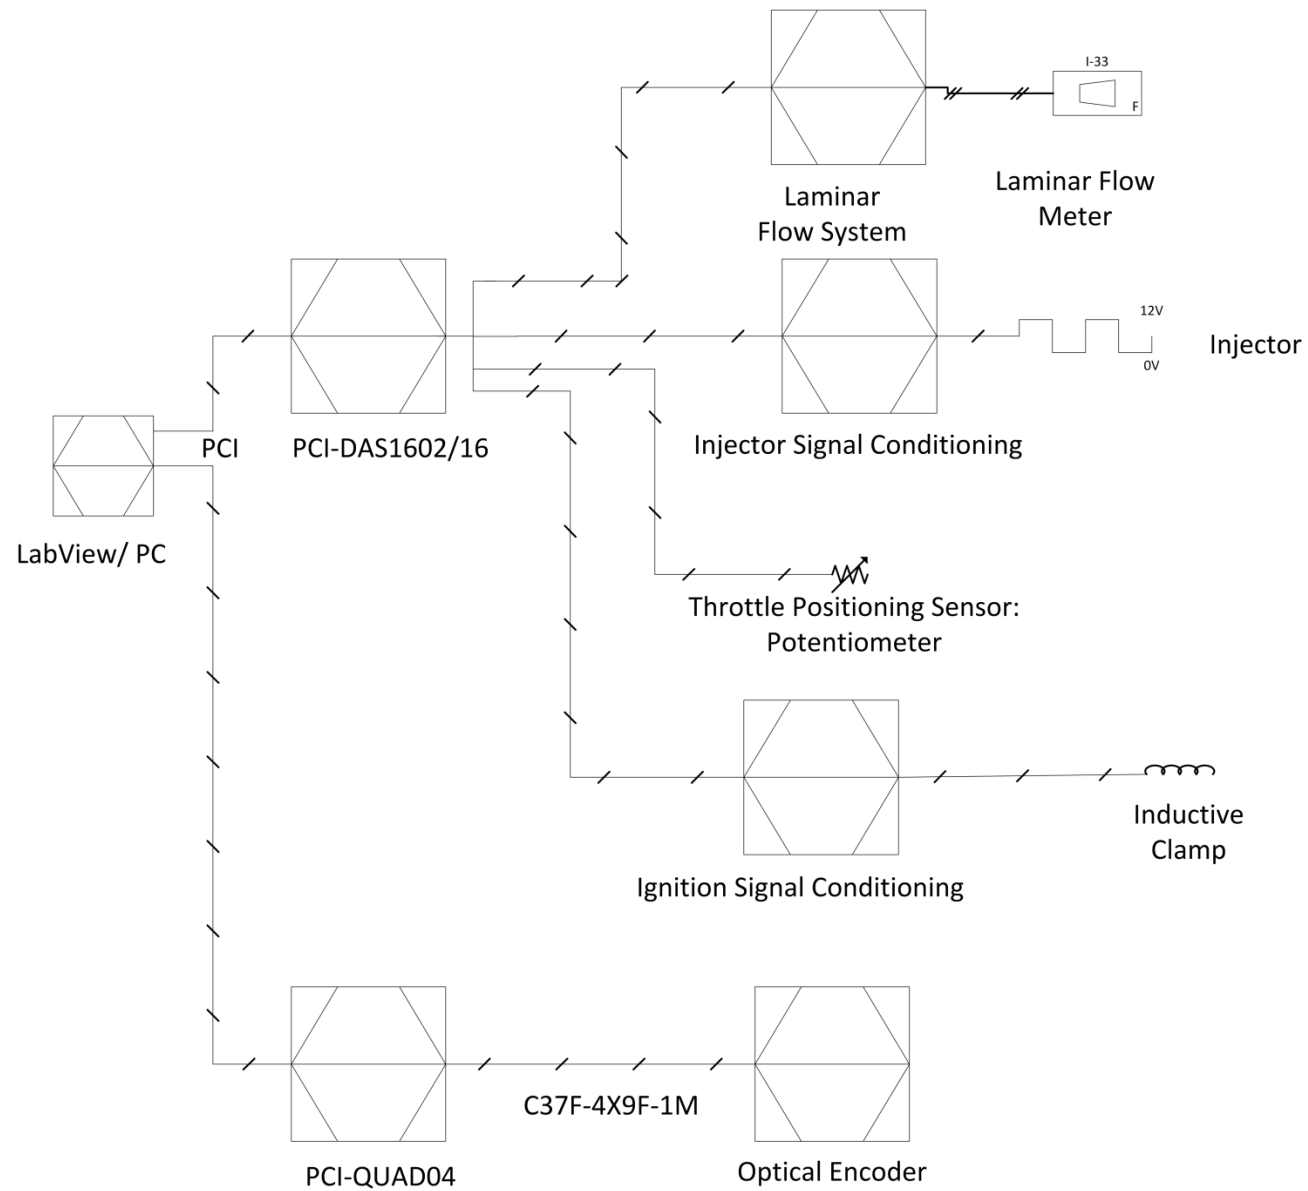 I-33
F
Laminar Flow
Meter
Laminar
Flow System
12V
0V
Injector
PCI
PCI-DAS1602/16
Injector Signal Conditioning
LabView/ PC
Throttle Positioning Sensor:
Potentiometer
Inductive
Clamp
Ignition Signal Conditioning
C37F-4X9F-1M
PCI-QUAD04
Optical Encoder